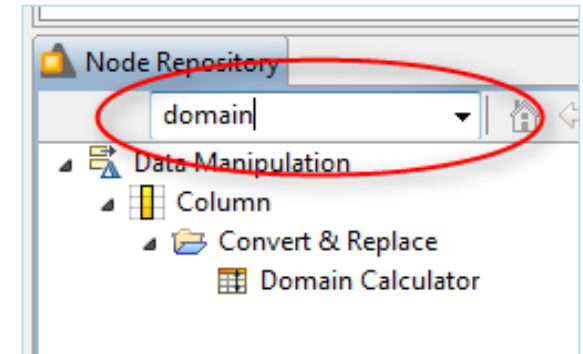 Node Repository
domain
Data Manipulation
Column
Convert & Replace
Domain Calculator